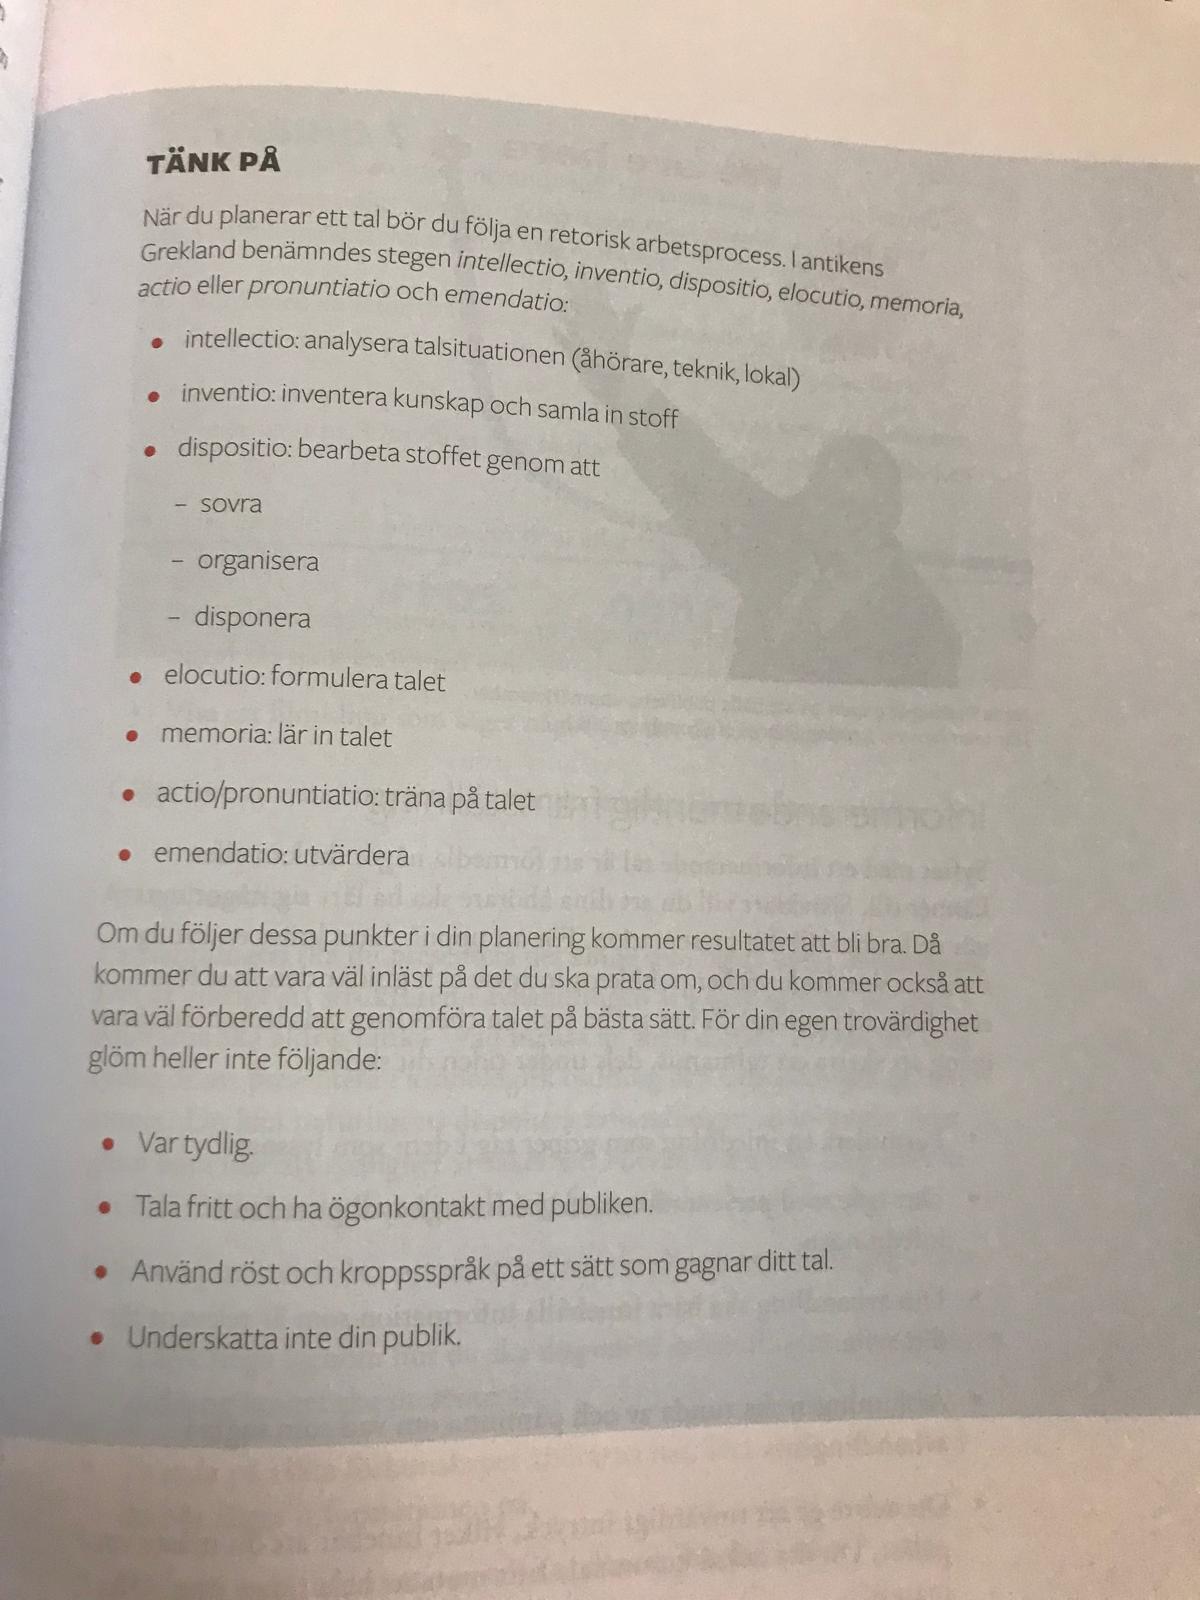 TÄNK PÅ
När du planerar ett tal bör du följa en retorisk arbetsprocess. I antikens
Grekland benämndes stegen intellectio, inventio, dispositio, elocutio, memoria,
actio eller pronuntiatio och emendatio:
• intellectio: analysera talsituationen (åhörare, teknik, lokal)
• inventio: inventera kunskap och samla in stoff
• dispositio: bearbeta stoffet genom att
– sovra
– organisera
– disponera
• elocutio: formulera talet
• memoria: lär in talet
• actio/pronuntiatio: träna på talet
• emendatio: utvärdera
Om du följer dessa punkter i din planering kommer resultatet att bli bra. Då
kommer du att vara väl inläst på det du ska prata om, och du kommer också att
vara väl förberedd att genomföra talet på bästa sätt. För din egen trovärdighet
glöm heller inte följande:
• Var tydlig.
• Tala fritt och ha ögonkontakt med publiken.
• Använd röst och kroppsspråk på ett sätt som gagnar ditt tal.
• Underskatta inte din publik.